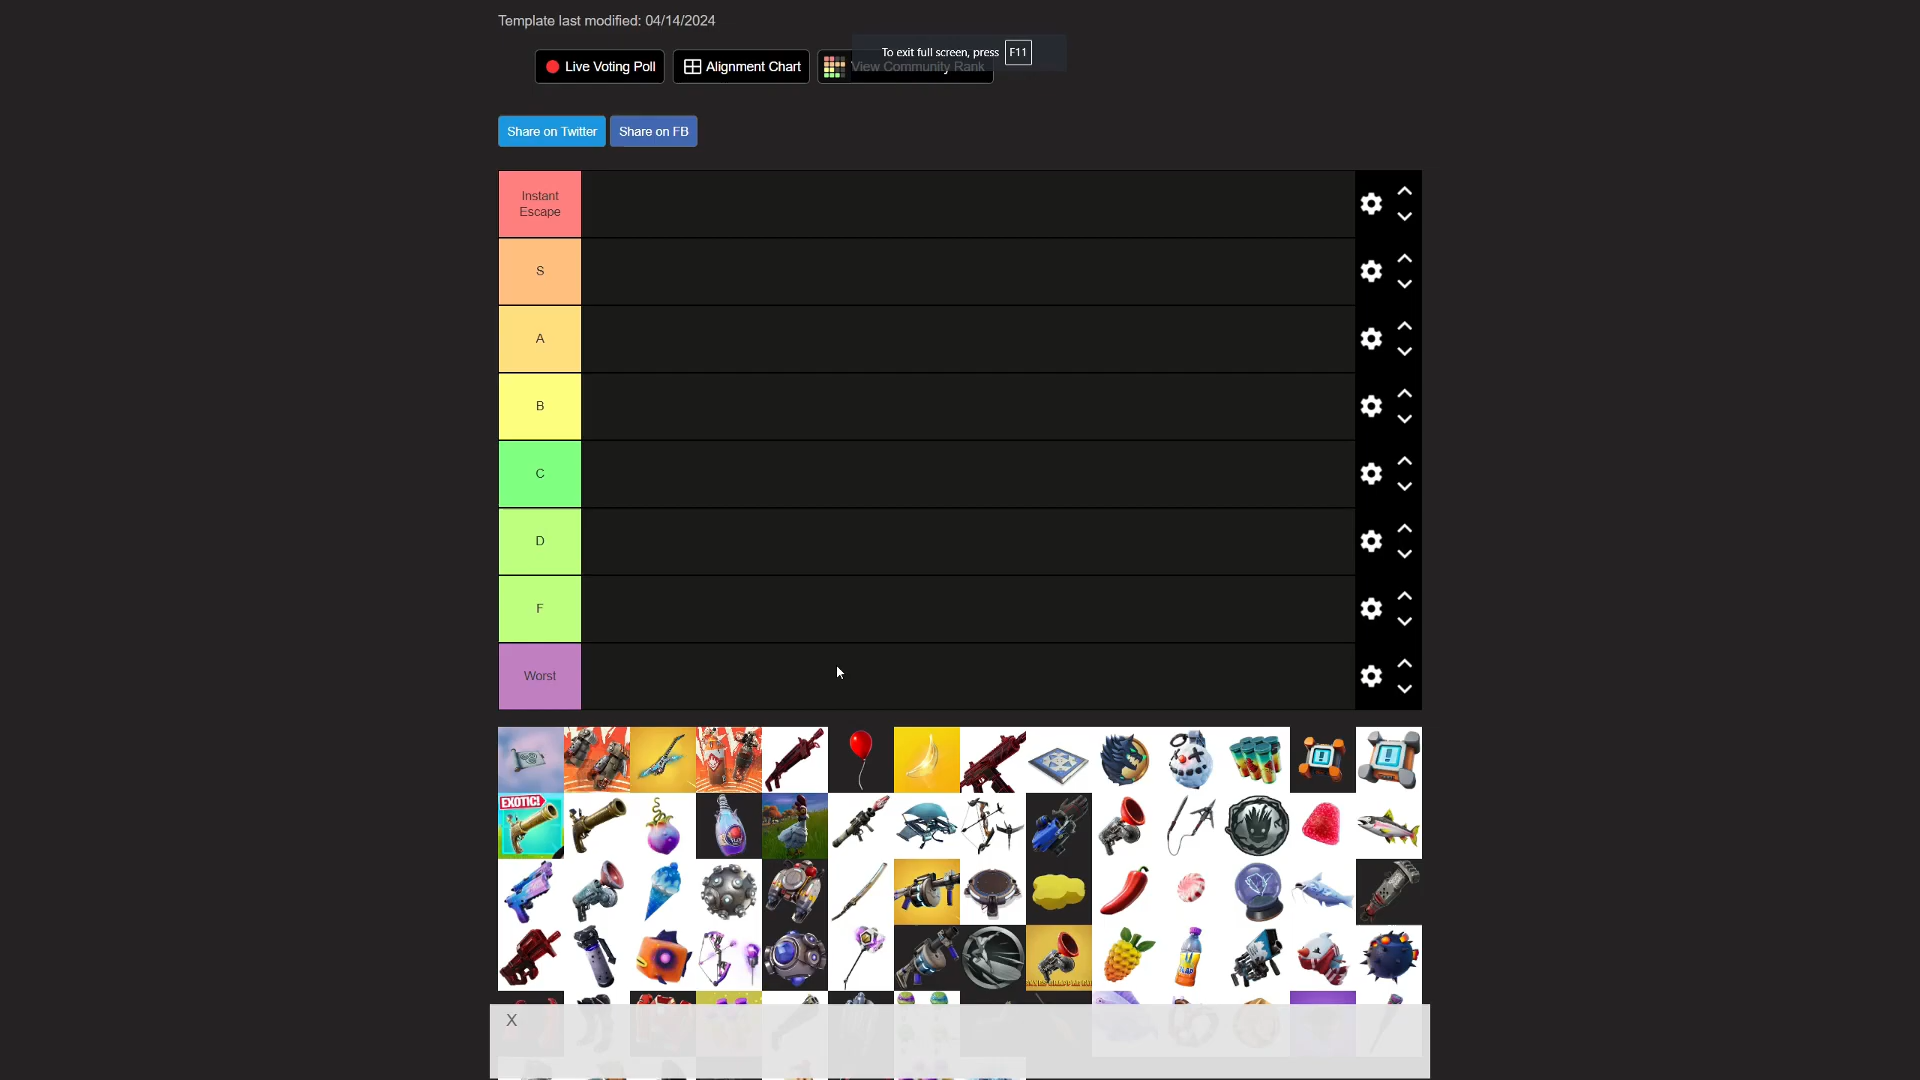 Template last modified: 04/14/2024
To exit full screen, press F11
Live Voting Poll
Alignment Chart
View Community Rank
Share on Twitter
Share on FB
Instant
Escape
S
A
B
C
D
F
Worst
EXOTIC!
X